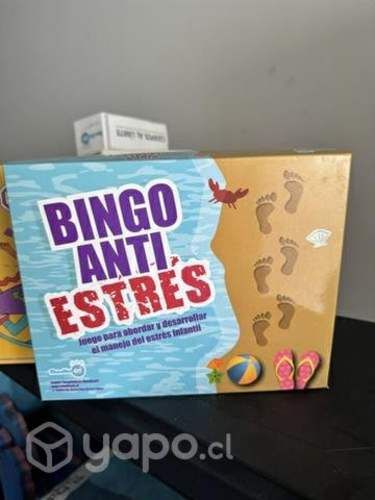 BINGO
ANTI
ESTRÉS
Juego para abordar y desarrollar
el manejo del estrés Infantil
yapo.cl